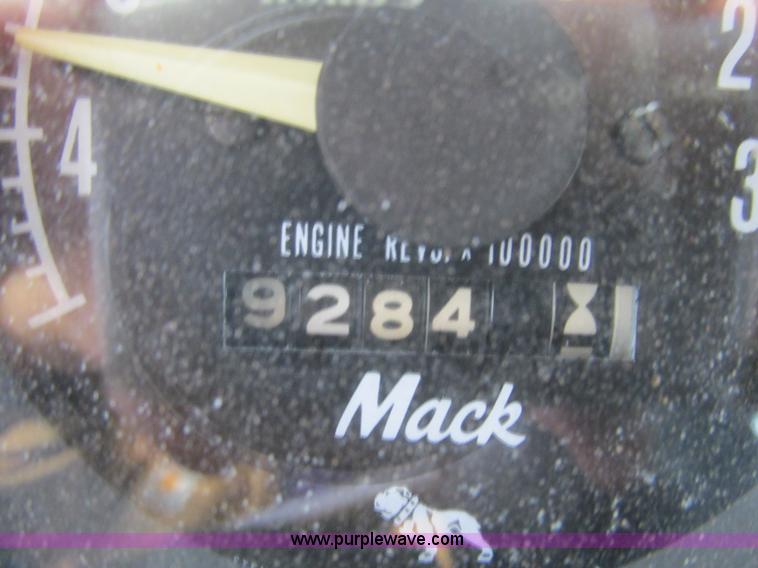 2
4
3
ENGINE REVS. X 100000
9284
Mack
www.purplewave.com